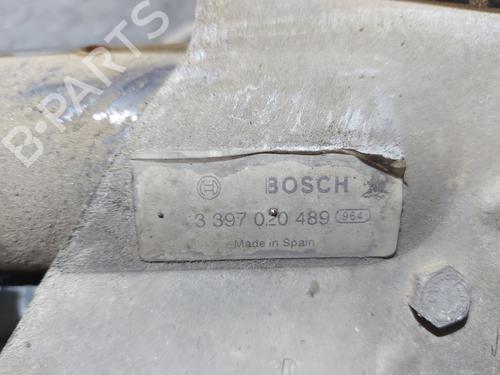 B-PARTS
BOSCH
3 397 020 489 964
Made in Spain